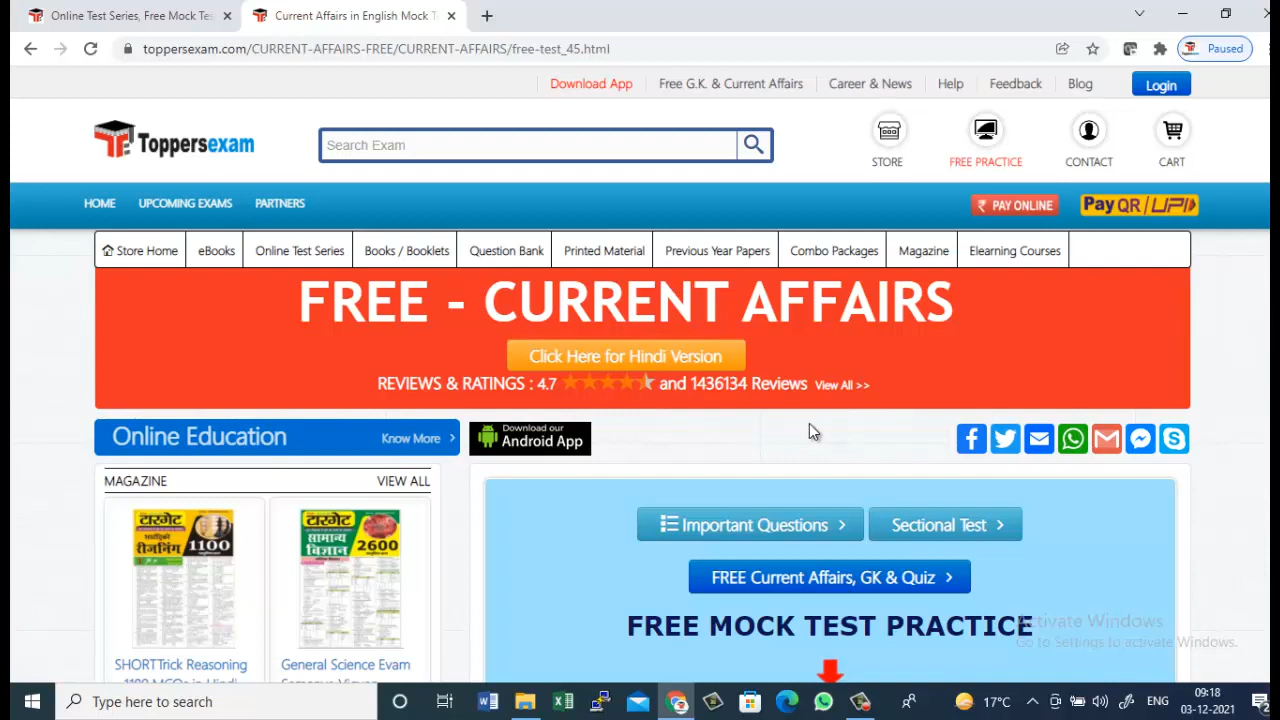 Online Test Series, Free Mock Tes
Current Affairs in English Mock T
toppersexam.com/CURRENT-AFFAIRS-FREE/CURRENT-AFFAIRS/free-test_45.html
Paused
Download App
Free G.K. & Current Affairs
Career & News
Help
Feedback
Blog
Login
Toppersexam
Search Exam
STORE
FREE PRACTICE
CONTACT
CART
HOME
UPCOMING EXAMS
PARTNERS
₹ PAY ONLINE
Pay QR/UPI
Store Home
eBooks
Online Test Series
Books / Booklets
Question Bank
Printed Material
Previous Year Papers
Combo Packages
Magazine
Elearning Courses
FREE - CURRENT AFFAIRS
Click Here for Hindi Version
REVIEWS & RATINGS : 4.7 and 1436134 Reviews View All >>
Online Education
Know More
Download our
Android App
MAGAZINE
VIEW ALL
टारगेट
रीजनिंग
1100
टारगेट
सामान्य
विज्ञान
2600
SHORTTrick Reasoning
General Science Exam
Important Questions
Sectional Test
FREE Current Affairs, GK & Quiz
FREE MOCK TEST PRACTICE
Activate Windows
Go to Settings to activate Windows.
Type here to search
17°C
ENG
09:18
03-12-2021
2